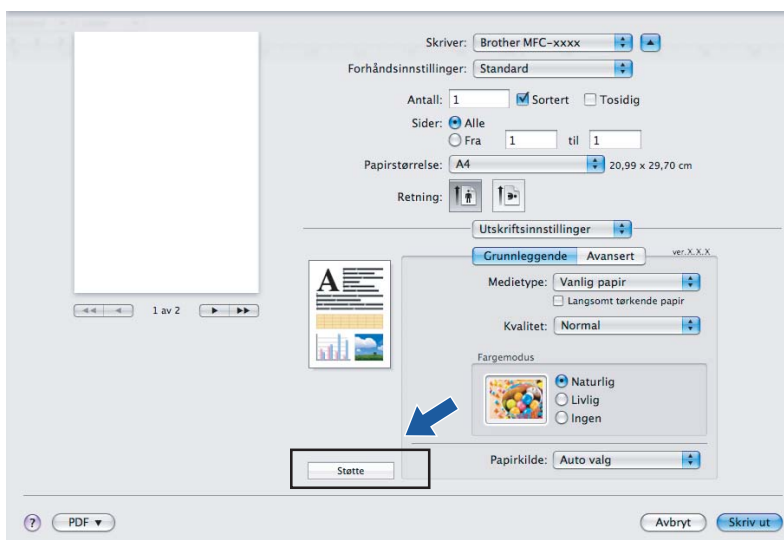 Skriver: Brother MFC-xxxx
Forhåndsinnstillinger: Standard
Antall: 1 Sortert Tosidig
Sider: Alle
Fra 1 til 1
Papirstørrelse: A4 20,99 x 29,70 cm
Retning:
Utskriftsinnstillinger
Grunnleggende Avansert ver.X.X.X
Medietype: Vanlig papir
Langsomt tørkende papir
Kvalitet: Normal
Fargemodus
Naturlig
Livlig
Ingen
Papirkilde: Auto valg
A
1 av 2
Støtte
? PDF Avbryt Skriv ut